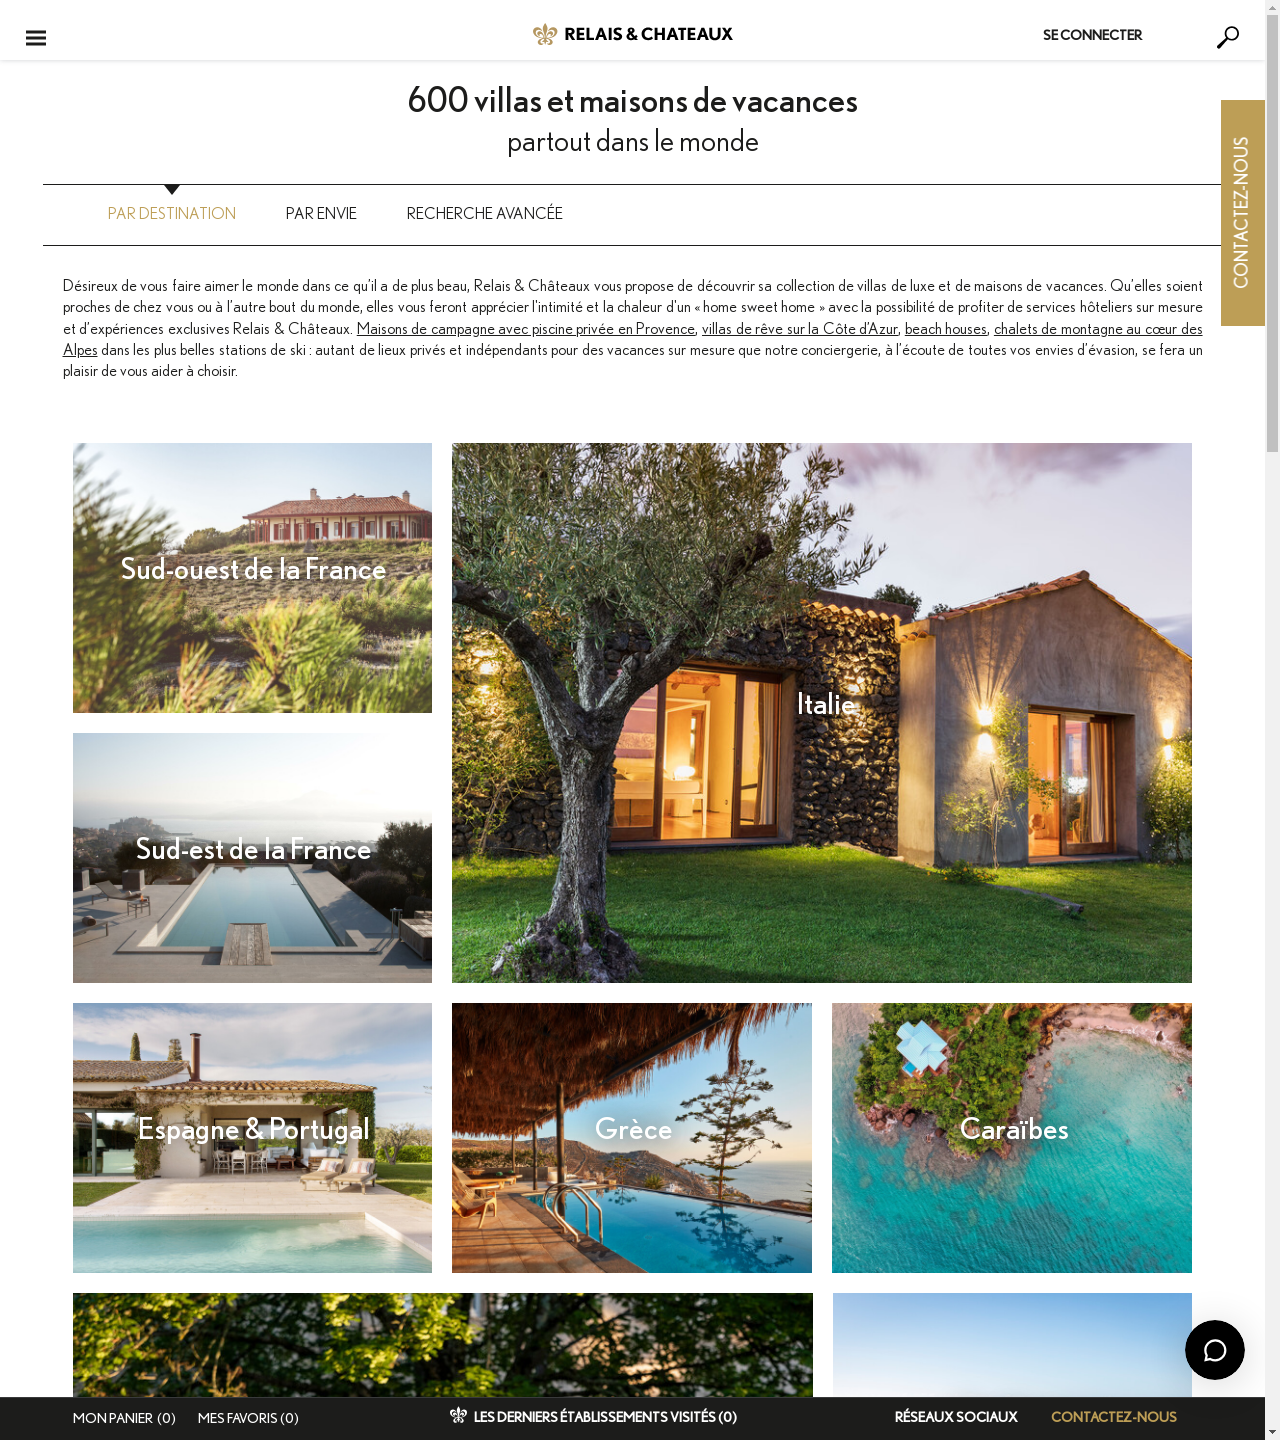 RELAIS & CHATEAUX
SE CONNECTER
600 villas et maisons de vacances
partout dans le monde
CONTACTEZ-NOUS
PAR DESTINATION
PAR ENVIE
RECHERCHE AVANCÉE
Désireux de vous faire aimer le monde dans ce qu’il a de plus beau, Relais & Châteaux vous propose de découvrir sa collection de villas de luxe et de maisons de vacances. Qu’elles soient
proches de chez vous ou à l’autre bout du monde, elles vous feront apprécier l’intimité et la chaleur d’un « home sweet home » avec la possibilité de profiter de services hôteliers sur mesure
et d’expériences exclusives Relais & Château. Maisons de campagne avec piscine privée en Provence, villas de rêve sur la Côte d’Azur, beach houses, chalets de montagne au cœur des
Alpes dans les plus belles stations de ski : autant de lieux privés et indépendants pour des vacances sur mesure que notre conciergerie, à l’écoute de toutes vos envies d’évasion, se fera un
plaisir de vous aider à choisir.
Sud-ouest de la France
Italie
Sud-est de la France
Espagne & Portugal
Grèce
Caraïbes
MON PANIER (0)
MES FAVORIS (0)
LES DERNIERS ÉTABLISSEMENTS VISITÉS (0)
RÉSEAUX SOCIAUX
CONTACTEZ-NOUS